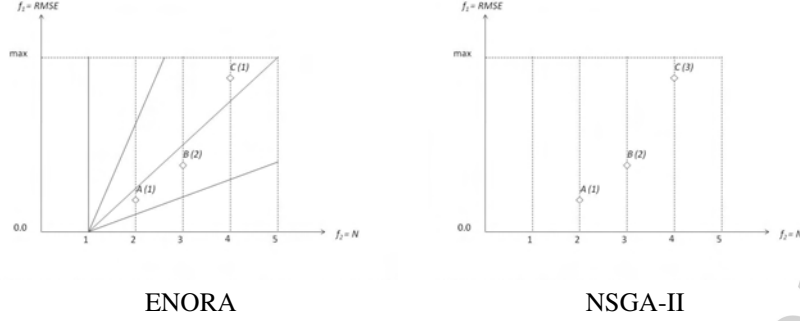 f₁ = RMSE
max
C (1)
B (2)
A (1)
0.0
1 2 3 4 5
f₂ = N
ENORA
f₁ = RMSE
max
C (3)
B (2)
A (1)
0.0
1 2 3 4 5
f₂ = N
NSGA-II